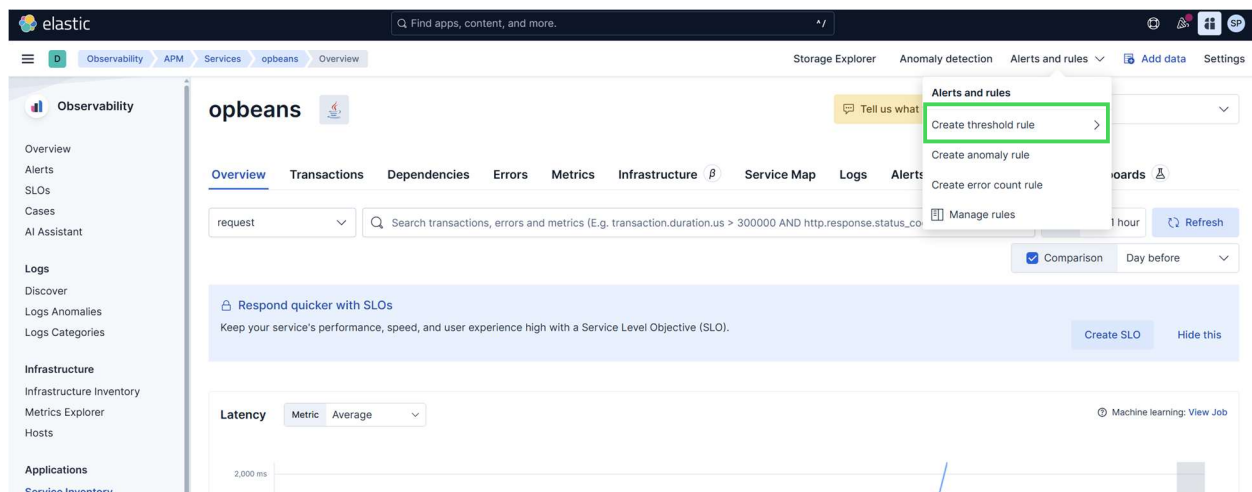 elastic
Find apps, content, and more.
^/
SP
D
Observability
APM
Services
opbeans
Overview
Storage Explorer
Anomaly detection
Alerts and rules
Add data
Settings
Observability
Overview
Alerts
SLOs
Cases
AI Assistant
Logs
Discover
Logs Anomalies
Logs Categories
Infrastructure
Infrastructure Inventory
Metrics Explorer
Hosts
Applications
Service Inventory
opbeans
Tell us what
Alerts and rules
Create threshold rule
Create anomaly rule
Create error count rule
Manage rules
Overview
Transactions
Dependencies
Errors
Metrics
Infrastructure β
Service Map
Logs
Alerts
request
Search transactions, errors and metrics (E.g. transaction.duration.us > 300000 AND http.response.status_co
hour
Refresh
Comparison
Day before
Respond quicker with SLOs
Keep your service's performance, speed, and user experience high with a Service Level Objective (SLO).
Create SLO
Hide this
Latency
Metric
Average
Machine learning: View Job
2,000 ms